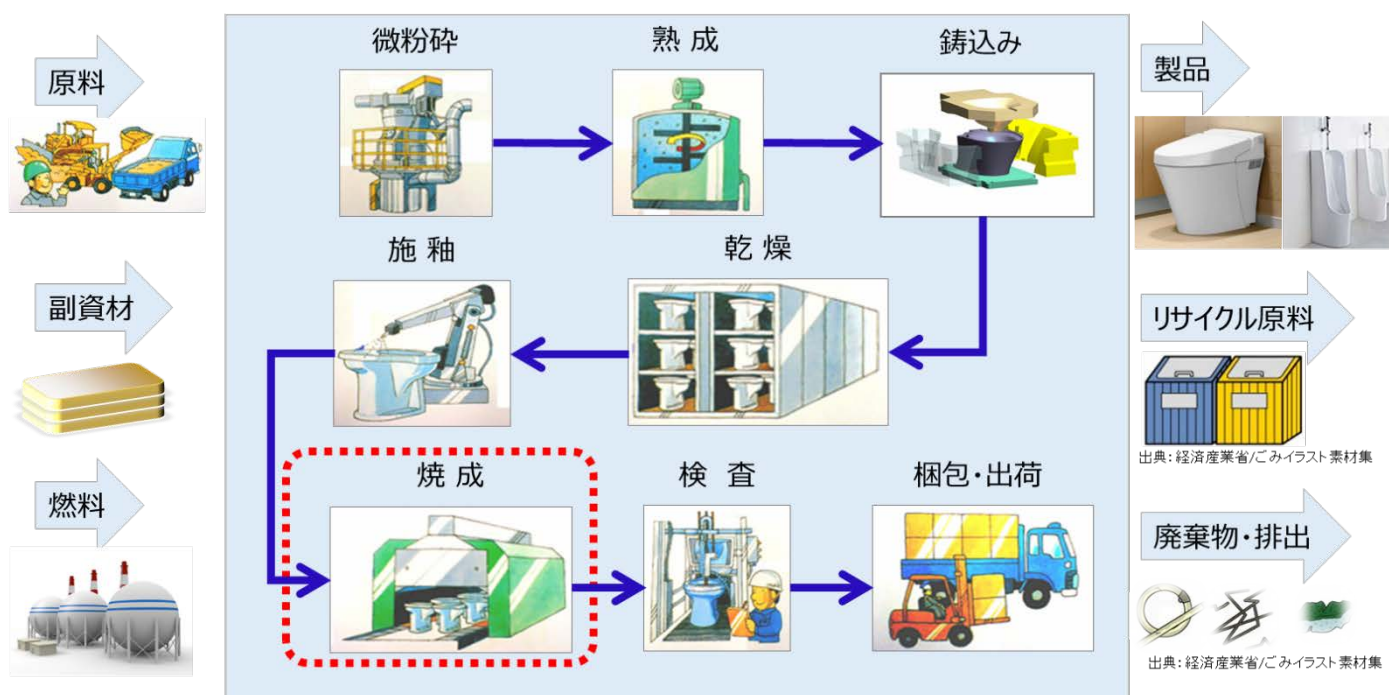 原料
副資材
燃料
微粉砕
熟 成
鋳込み
施 釉
乾 燥
焼 成
検 査
梱包・出荷
製品
リサイクル原料
出典：経済産業省/ごみイラスト素材集
廃棄物・排出
出典：経済産業省/ごみイラスト素材集